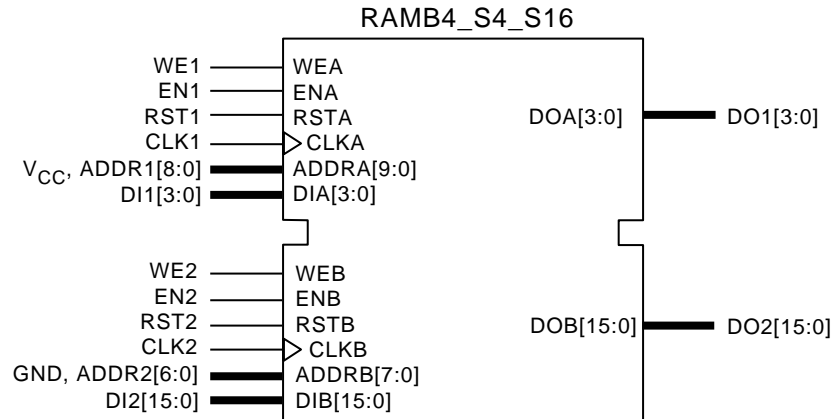 RAMB4_S4_S16
WE1 WEA
EN1 ENA
RST1 RSTA DOA[3:0] DO1[3:0]
CLK1 CLKA
VCC, ADDR1[8:0] ADDRA[9:0]
DI1[3:0] DIA[3:0]
WE2 WEB
EN2 ENB
RST2 RSTB DOB[15:0] DO2[15:0]
CLK2 CLKB
GND, ADDR2[6:0] ADDRB[7:0]
DI2[15:0] DIB[15:0]